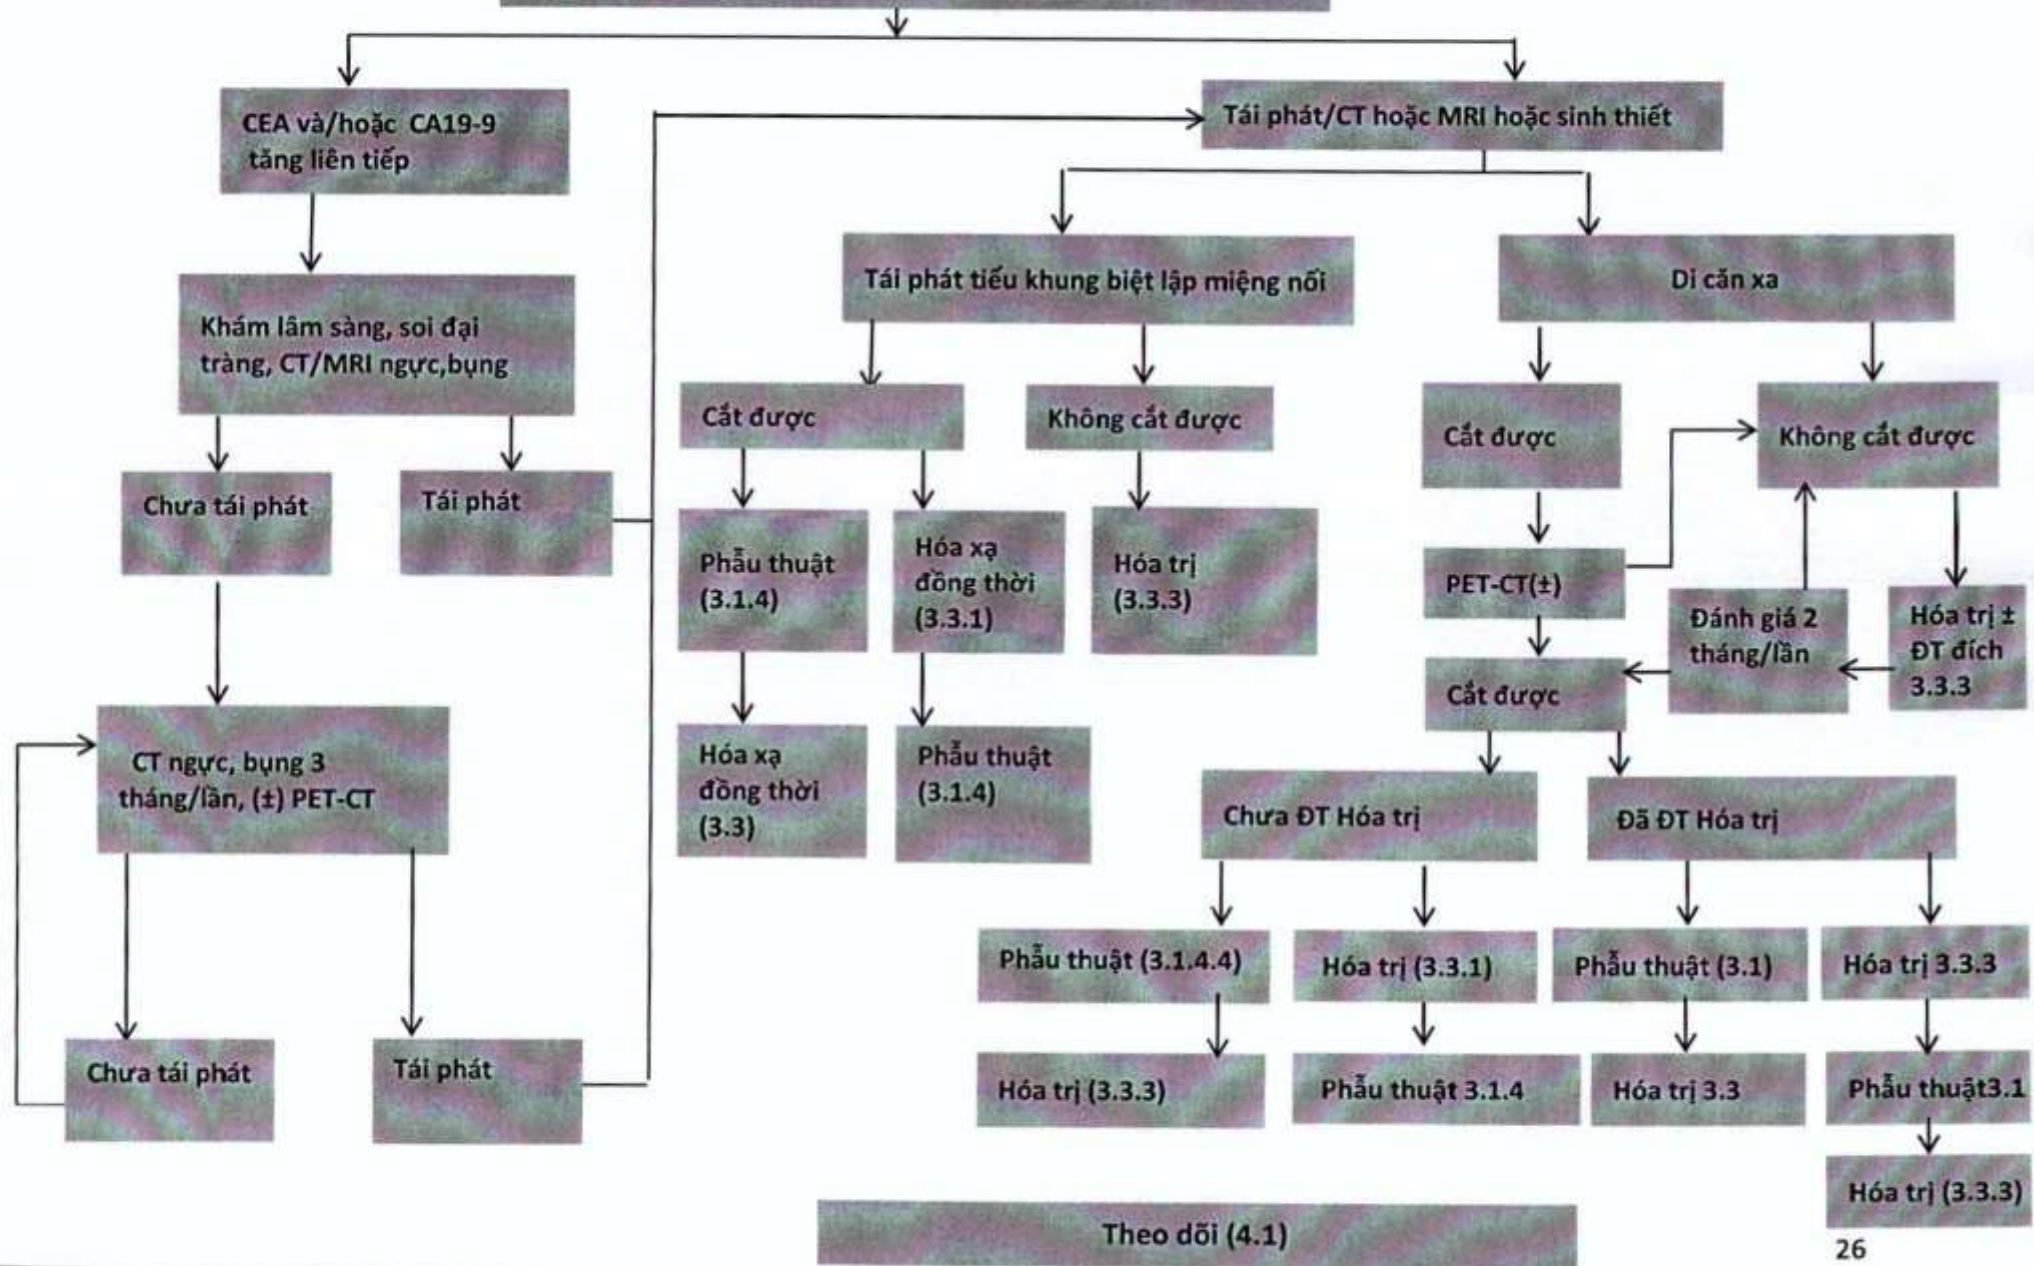 CEA và/hoặc CA19-9
tăng liên tiếp
Tái phát/CT hoặc MRI hoặc sinh thiết
Khám lâm sàng, soi đại
tràng, CT/MRI ngực,bụng
Tái phát tiểu khung biệt lập miệng nối
Di căn xa
Cắt được
Không cắt được
Cắt được
Không cắt được
Chưa tái phát
Tái phát
Phẫu thuật
(3.1.4)
Hóa xạ
đồng thời
(3.3.1)
Hóa trị
(3.3.3)
PET-CT(±)
Đánh giá 2
tháng/lần
Hóa trị ±
ĐT đích
3.3.3
Cắt được
CT ngực, bụng 3
tháng/lần, (±) PET-CT
Hóa xạ
đồng thời
(3.3)
Phẫu thuật
(3.1.4)
Chưa ĐT Hóa trị
Đã ĐT Hóa trị
Phẫu thuật (3.1.4.4)
Hóa trị (3.3.1)
Phẫu thuật (3.1)
Hóa trị 3.3.3
Chưa tái phát
Tái phát
Hóa trị (3.3.3)
Phẫu thuật 3.1.4
Hóa trị 3.3
Phẫu thuật3.1
Hóa trị (3.3.3)
Theo dõi (4.1)
26